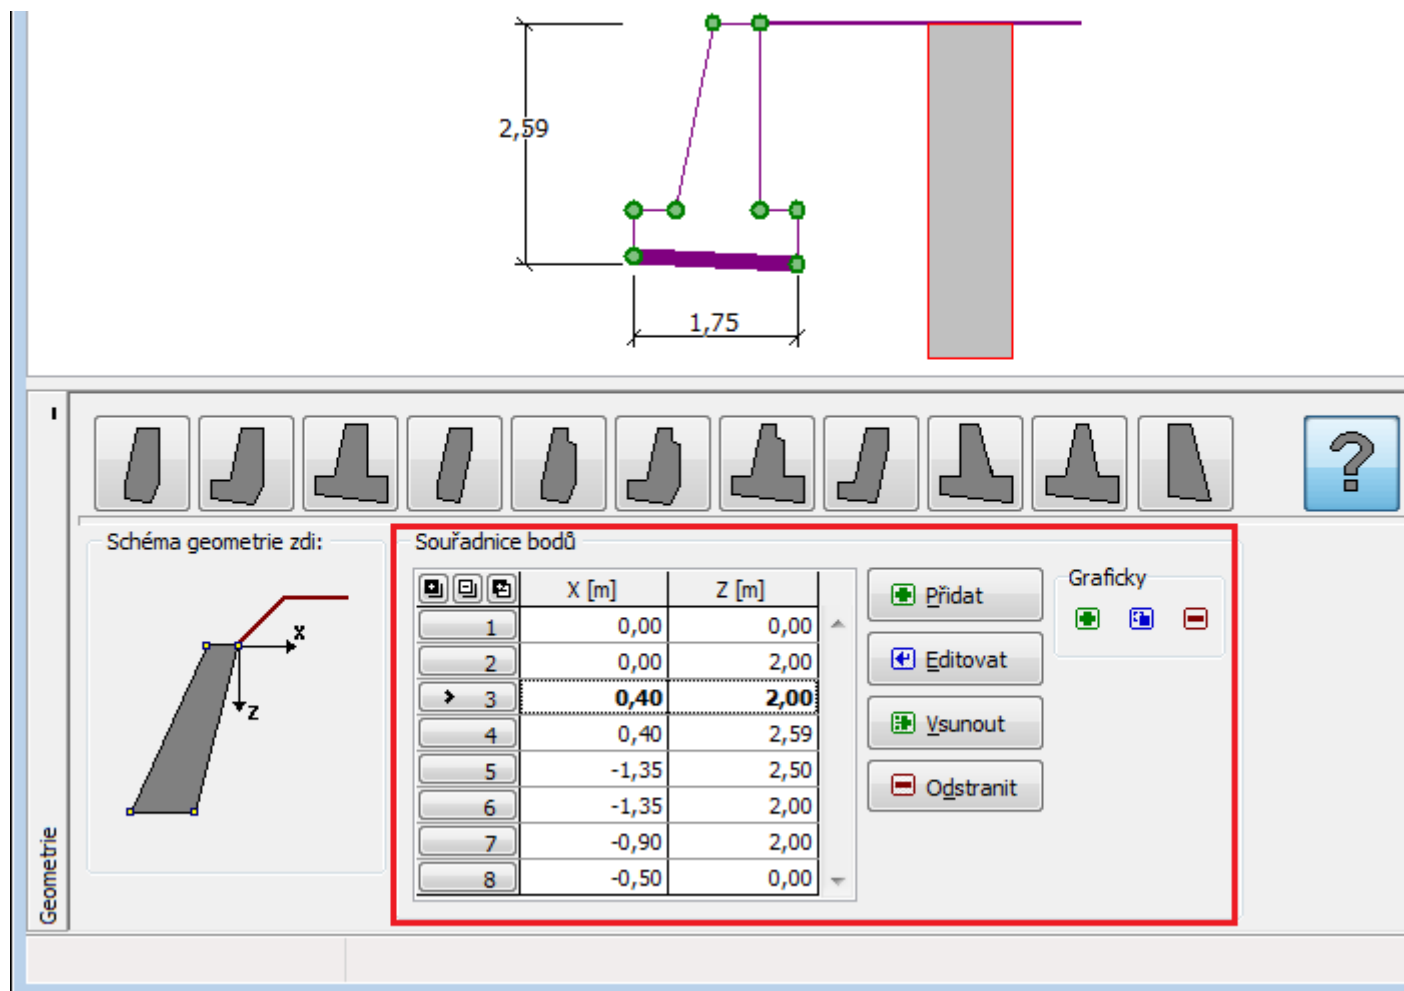 2,59
1,75
Schéma geometrie zdi:
x
z
Souřadnice bodů
X [m] Z [m]
1 0,00 0,00
2 0,00 2,00
3 0,40 2,00
4 0,40 2,59
5 -1,35 2,50
6 -1,35 2,00
7 -0,90 2,00
8 -0,50 0,00
Přidat
Editovat
Vsunout
Odstranit
Graficky
Geometrie